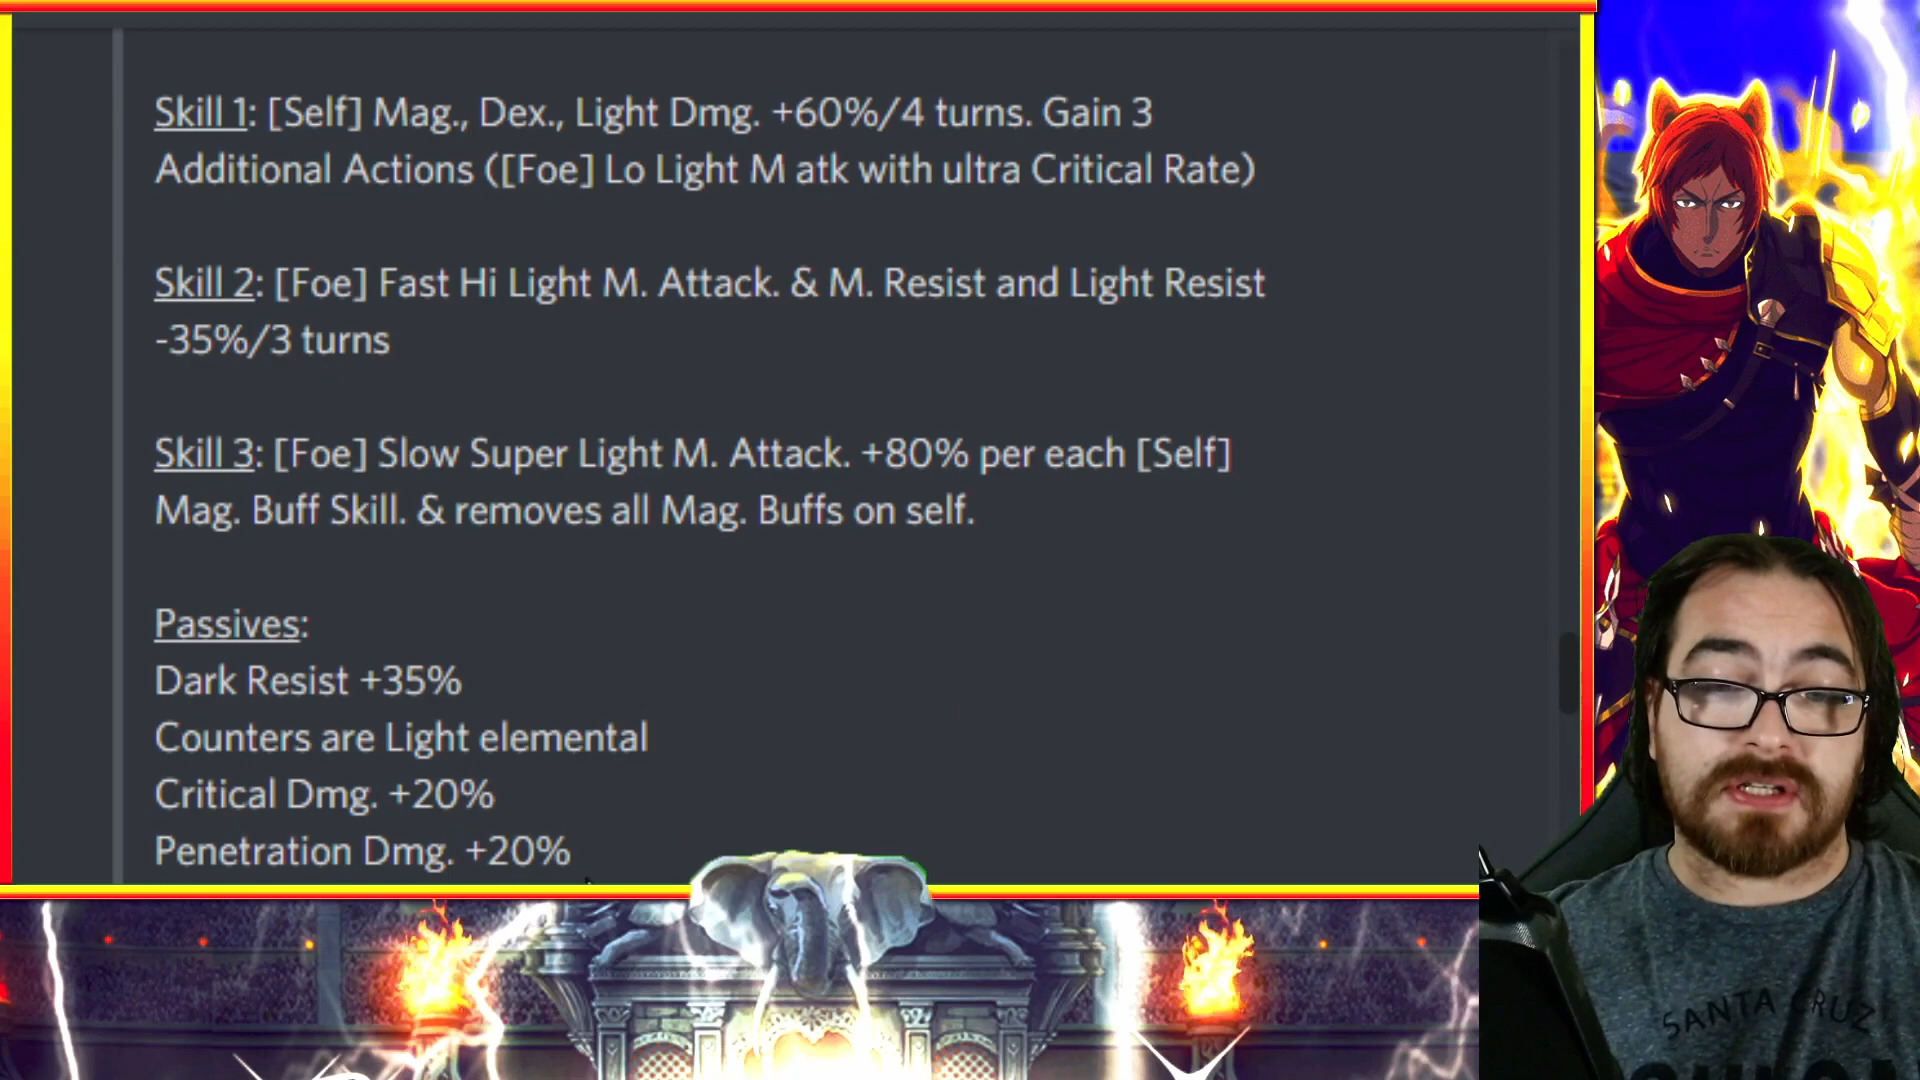 Skill 1: [Self] Mag., Dex., Light Dmg. +60%/4 turns. Gain 3
Additional Actions ([Foe] Lo Light M atk with ultra Critical Rate)
Skill 2: [Foe] Fast Hi Light M. Attack. & M. Resist and Light Resist
-35%/3 turns
Skill 3: [Foe] Slow Super Light M. Attack. +80% per each [Self]
Mag. Buff Skill. & removes all Mag. Buffs on self.
Passives:
Dark Resist +35%
Counters are Light elemental
Critical Dmg. +20%
Penetration Dmg. +20%
SANTA CRUZ